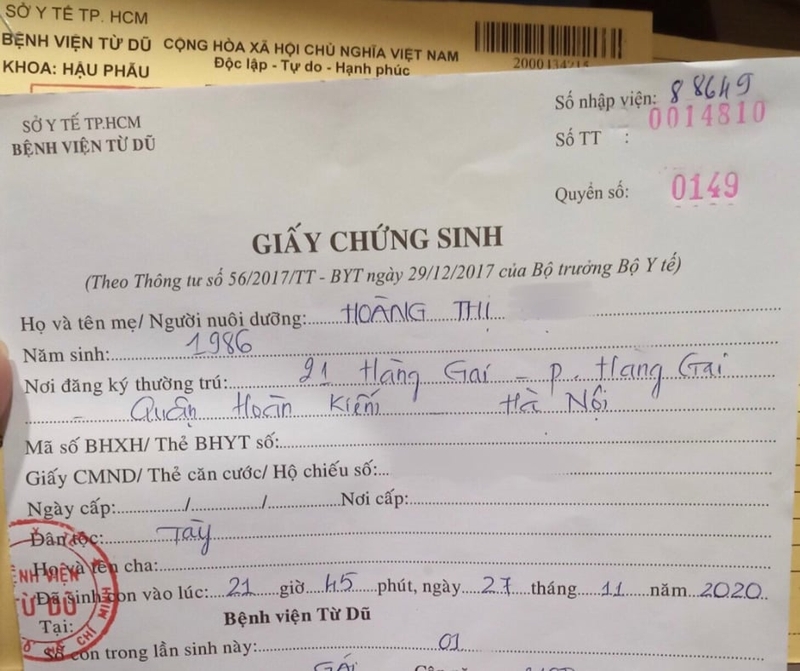 SỞ Y TẾ TP. HCM
BỆNH VIỆN TỪ DŨ
KHOA: HẬU PHẪU
CỘNG HÒA XÃ HỘI CHỦ NGHĨA VIỆT NAM
Độc lập - Tự do - Hạnh phúc
SỞ Y TẾ TP.HCM
BỆNH VIỆN TỪ DŨ
Số nhập viện: 88649
0014810
Số TT :
Quyển số: 0149
GIẤY CHỨNG SINH
(Theo Thông tư số 56/2017/TT - BYT ngày 29/12/2017 của Bộ trưởng Bộ Y tế)
Họ và tên mẹ/ Người nuôi dưỡng: HOÀNG THỊ
Năm sinh: 1986
Nơi đăng ký thường trú: 91 Hàng Gai - P. Hàng Gai
- Quận Hoàn Kiếm Hà Nội
Mã số BHXH/ Thẻ BHYT số:
Giấy CMND/ Thẻ căn cước/ Hộ chiếu số:
Ngày cấp: / / Nơi cấp:
Dân tộc: Tày
Họ và tên cha:
Đã sinh con vào lúc: 21 giờ 45 phút, ngày 27 tháng 11 năm 2020
Tại: Bệnh viện Từ Dũ
Số con trong lần sinh này: 01
GÁI